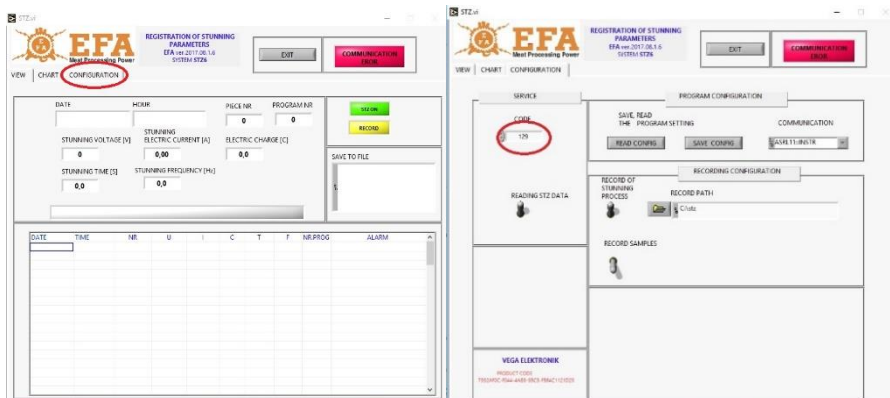 STZ.vi
EFA
Meat Processing Power
REGISTRATION OF STUNNING
PARAMETERS
EFA ver.2017.08.1.6
SYSTEM STZ6
EXIT
COMMUNICATION
EROR
VIEW CHART CONFIGURATION
DATE HOUR PIECE NR PROGRAM NR
0 0
STZ ON
RECORD
STUNNING VOLTAGE [V]
STUNNING
ELECTRIC CURRENT [A]
ELECTRIC CHARGE [C]
0 0,00 0,0
SAVE TO FILE
STUNNING TIME [S] STUNNING FREQUENCY [Hz]
0,0 0,0
DATE TIME NR U I C T F NR.PROG ALARM
STZ.vi
EFA
Meat Processing Power
REGISTRATION OF STUNNING
PARAMETERS
EFA ver.2017.08.1.6
SYSTEM STZ6
EXIT
COMMUNICATION
EROR
VIEW CHART CONFIGURATION
SERVICE
CODE
129
READING STZ DATA
PROGRAM CONFIGURATION
SAVE, READ
THE PROGRAM SETTING
COMMUNICATION
READ CONFIG SAVE CONFIG ASRL11::INSTR
RECORDING CONFIGURATION
RECORD OF
STUNNING
PROCESS
RECORD PATH
C:\stz
RECORD SAMPLES
VEGA ELEKTRONIK
PRODUCT CODE